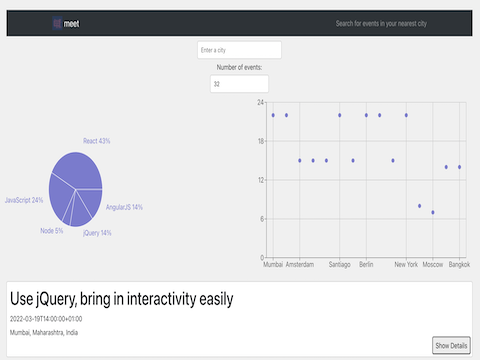 meet
Search for events in your nearest city
Enter a city
Number of events:
32
React 43%
JavaScript 24%
AngularJS 14%
Node 5%
jQuery 14%
24
18
12
6
0
Mumbai Amsterdam Santiago Berlin New York Moscow Bangkok
Use jQuery, bring in interactivity easily
2022-03-19T14:00:00+01:00
Mumbai, Maharashtra, India
Show Details